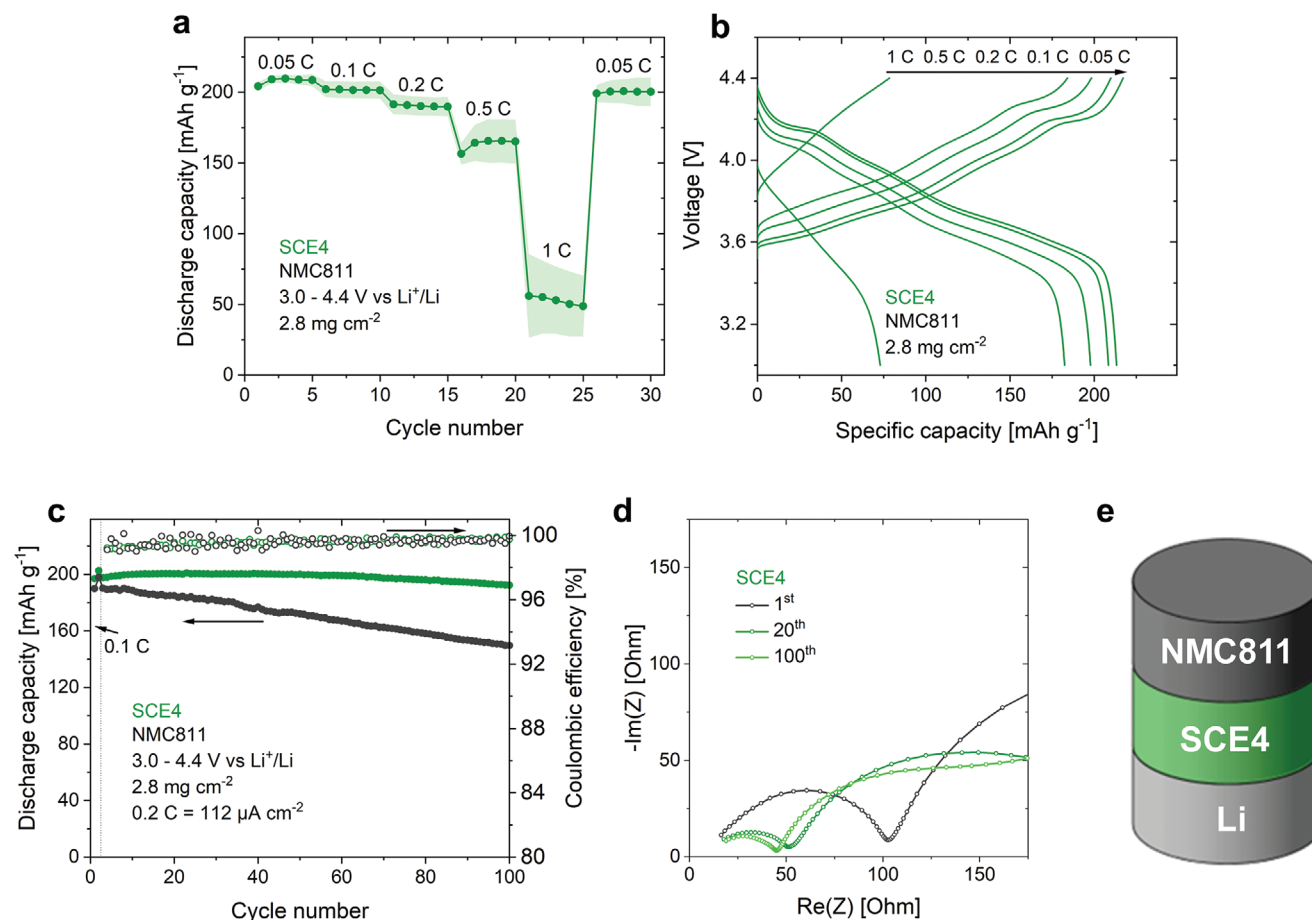 a
Discharge capacity [mAh g⁻¹]
200
150
100
50
0
0.05 C
0.1 C
0.2 C
0.5 C
1 C
0.05 C
SCE4
NMC811
3.0 - 4.4 V vs Li⁺/Li
2.8 mg cm⁻²
0 5 10 15 20 25 30
Cycle number
b
Voltage [V]
4.4
4.0
3.6
3.2
1 C 0.5 C 0.2 C 0.1 C 0.05 C
SCE4
NMC811
2.8 mg cm⁻²
0 50 100 150 200
Specific capacity [mAh g⁻¹]
c
Discharge capacity [mAh g⁻¹]
200
160
120
80
40
0
0.1 C
SCE4
NMC811
3.0 - 4.4 V vs Li⁺/Li
2.8 mg cm⁻²
0.2 C = 112 µA cm⁻²
100
96
92
88
84
80
Coulombic efficiency [%]
0 20 40 60 80 100
Cycle number
d
-Im(Z) [Ohm]
-150
-100
-50
0
SCE4
1ˢᵗ
20ᵗʰ
100ᵗʰ
0 50 100 150
Re(Z) [Ohm]
e
NMC811
SCE4
Li